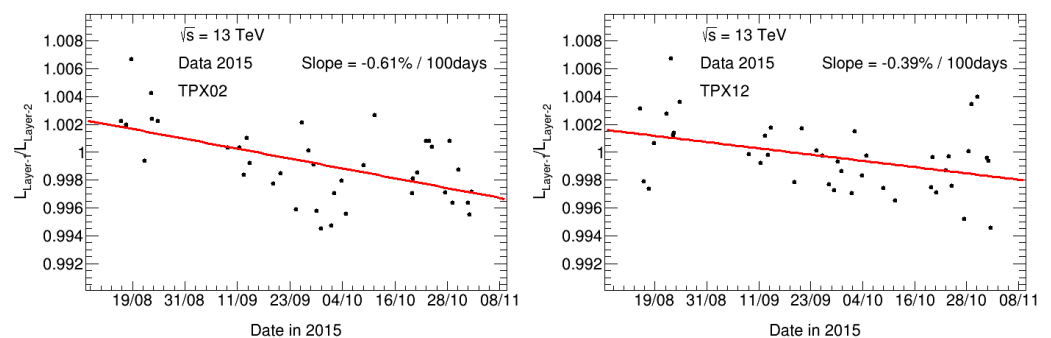 √s = 13 TeV
Data 2015 Slope = -0.61% / 100days
TPX02
1.008
1.006
1.004
1.002
1
0.998
0.996
0.994
0.992
L_Layer-1/L_Layer-2
19/08 31/08 11/09 23/09 04/10 16/10 28/10 08/11
Date in 2015
√s = 13 TeV
Data 2015 Slope = -0.39% / 100days
TPX12
1.008
1.006
1.004
1.002
1
0.998
0.996
0.994
0.992
L_Layer-1/L_Layer-2
19/08 31/08 11/09 23/09 04/10 16/10 28/10 08/11
Date in 2015